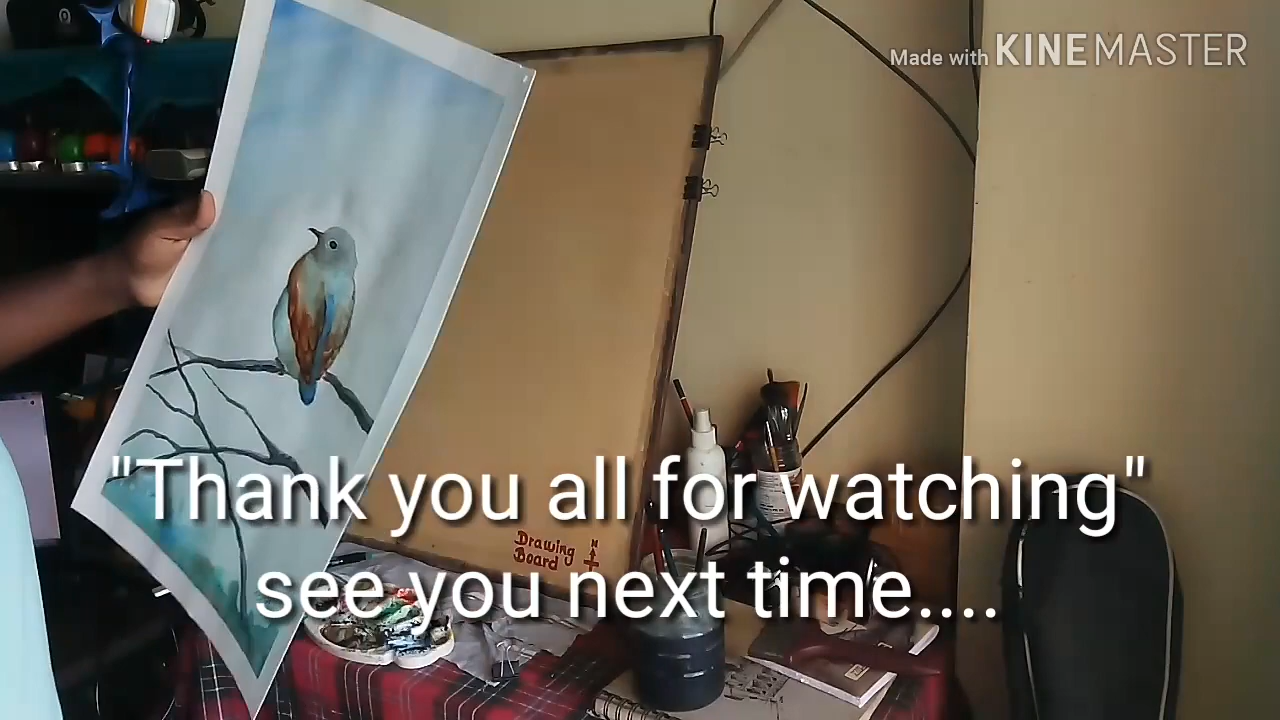 Made with KINEMASTER
"Thank you all for watching"
see you next time....
Drawing
Board
N